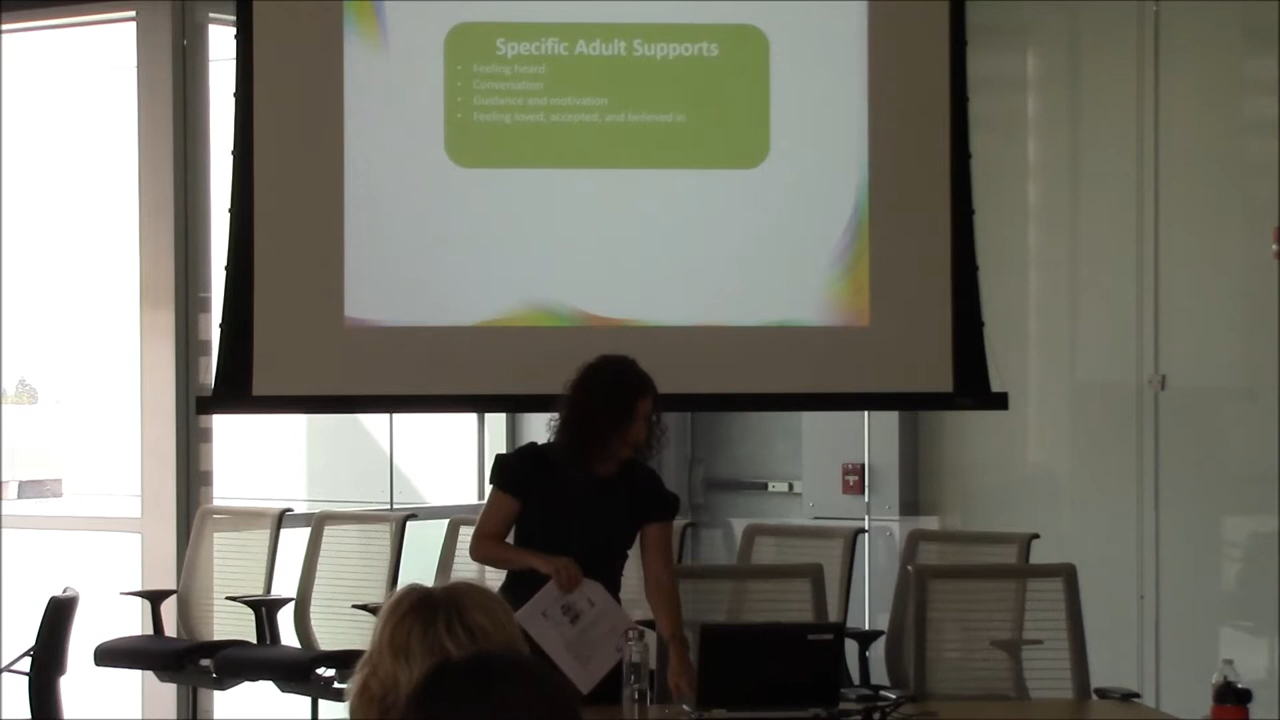 Specific Adult Supports
• Feeling heard
• Conversation
• Guidance and motivation
• Feeling loved, accepted, and believed in